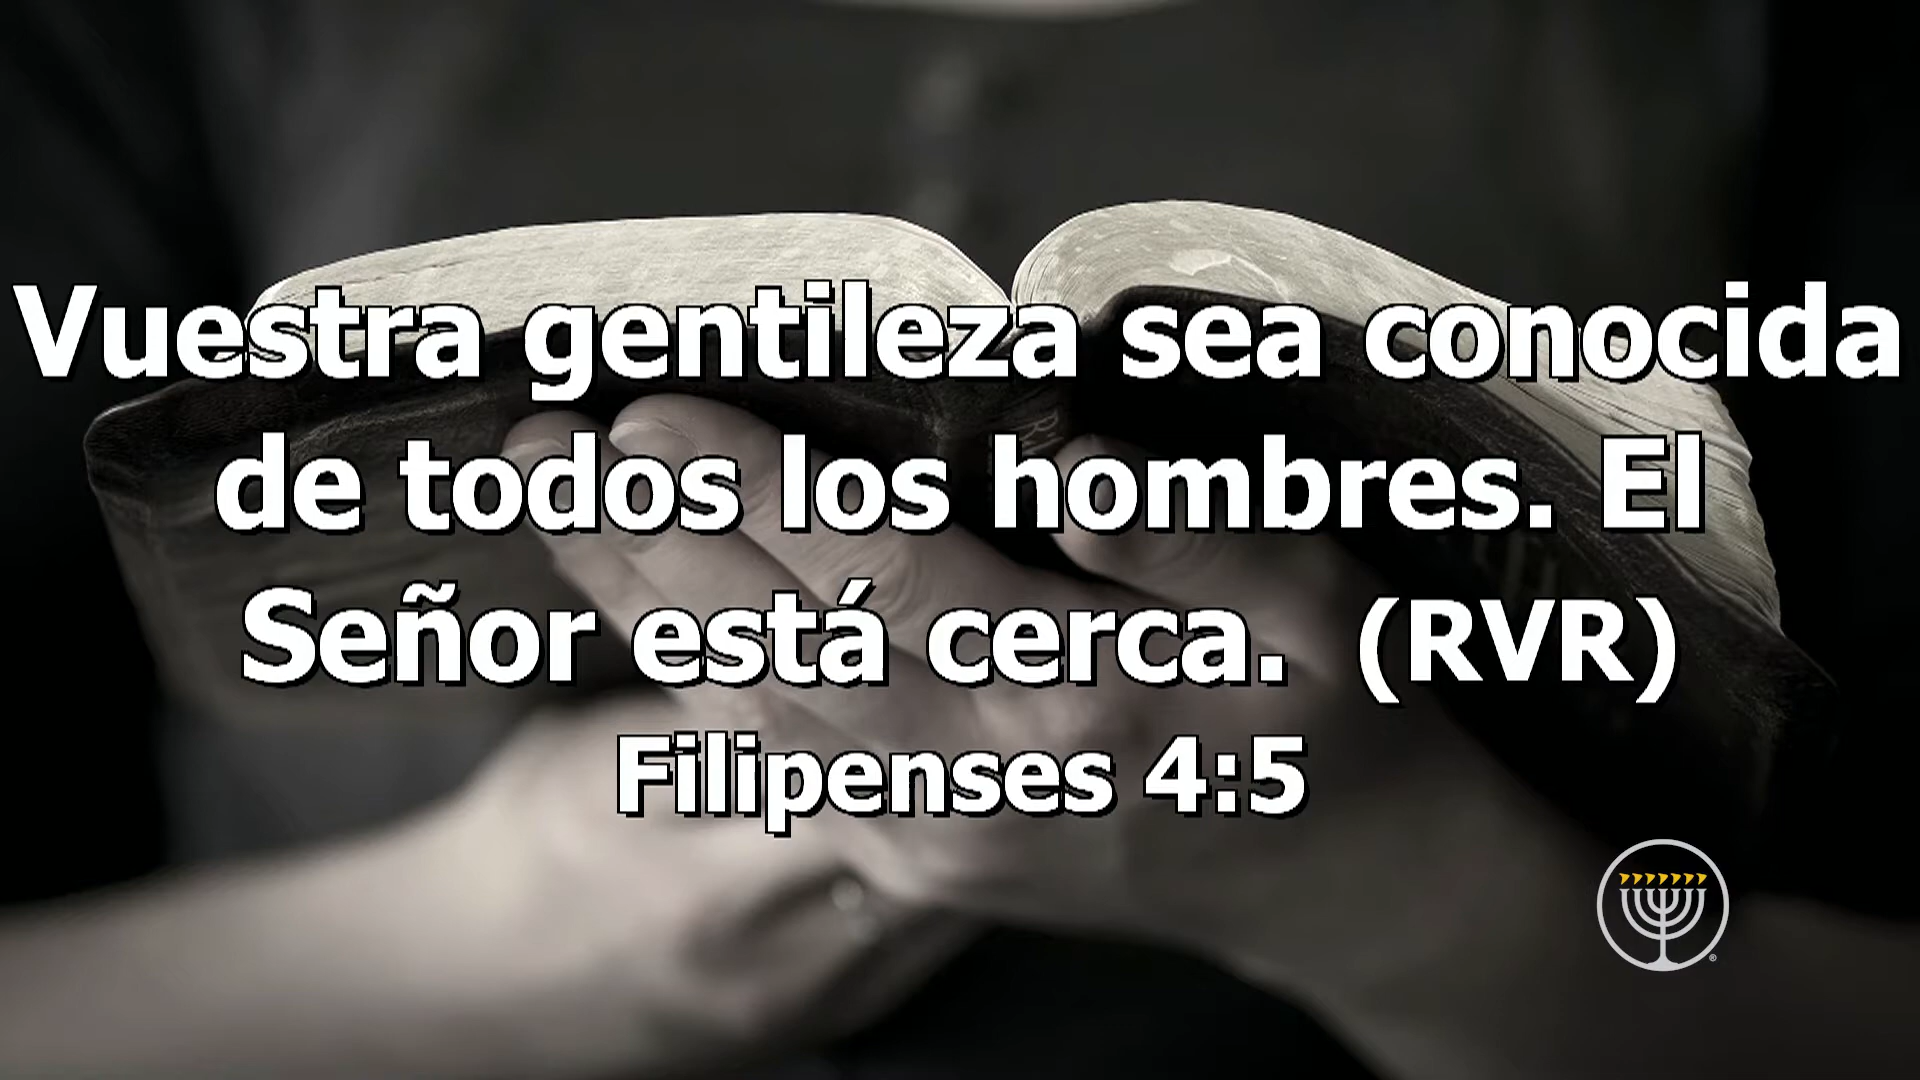 Vuestra gentileza sea conocida
de todos los hombres. El
Señor está cerca.  (RVR)
Filipenses 4:5
®